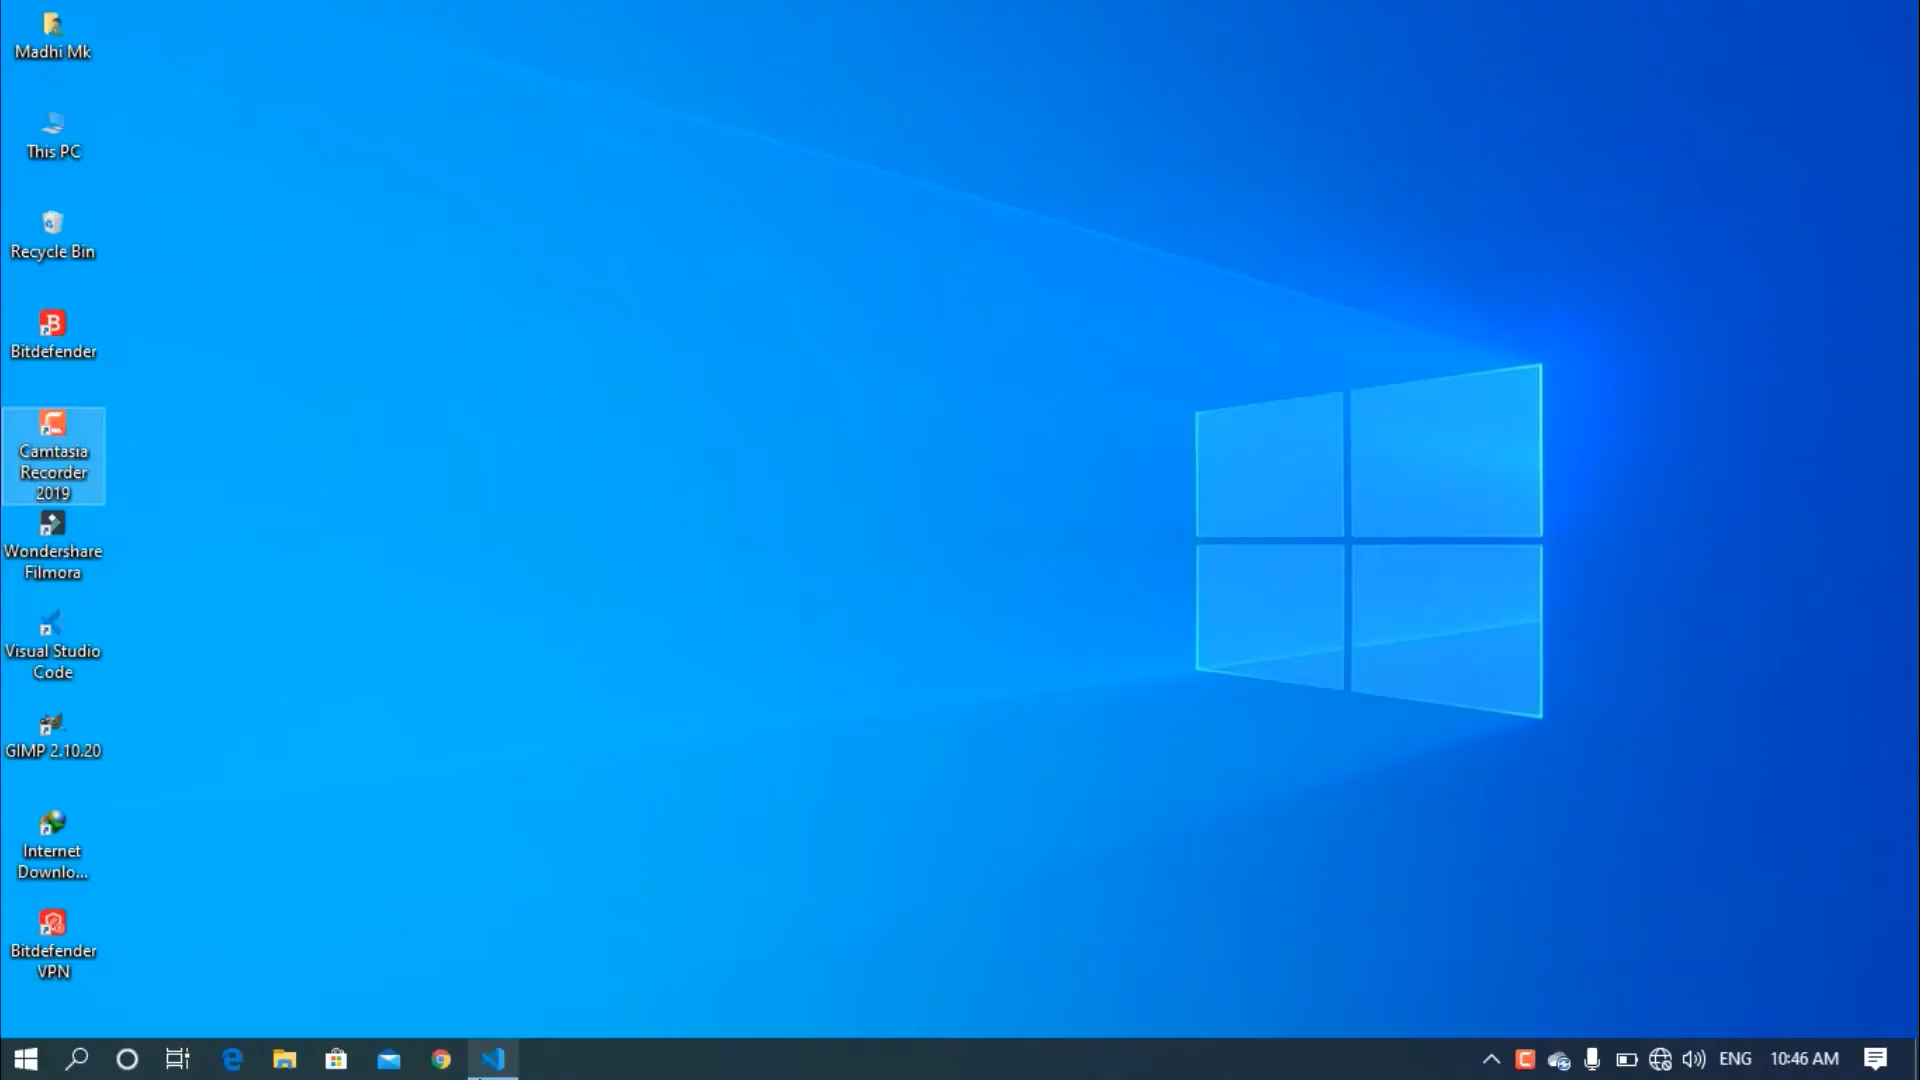 Madhi Mk
This PC
Recycle Bin
Bitdefender
Camtasia
Recorder
2019
Wondershare
Filmora
Visual Studio
Code
GIMP 2.10.20
Internet
Downlo...
Bitdefender
VPN
ENG
10:46 AM